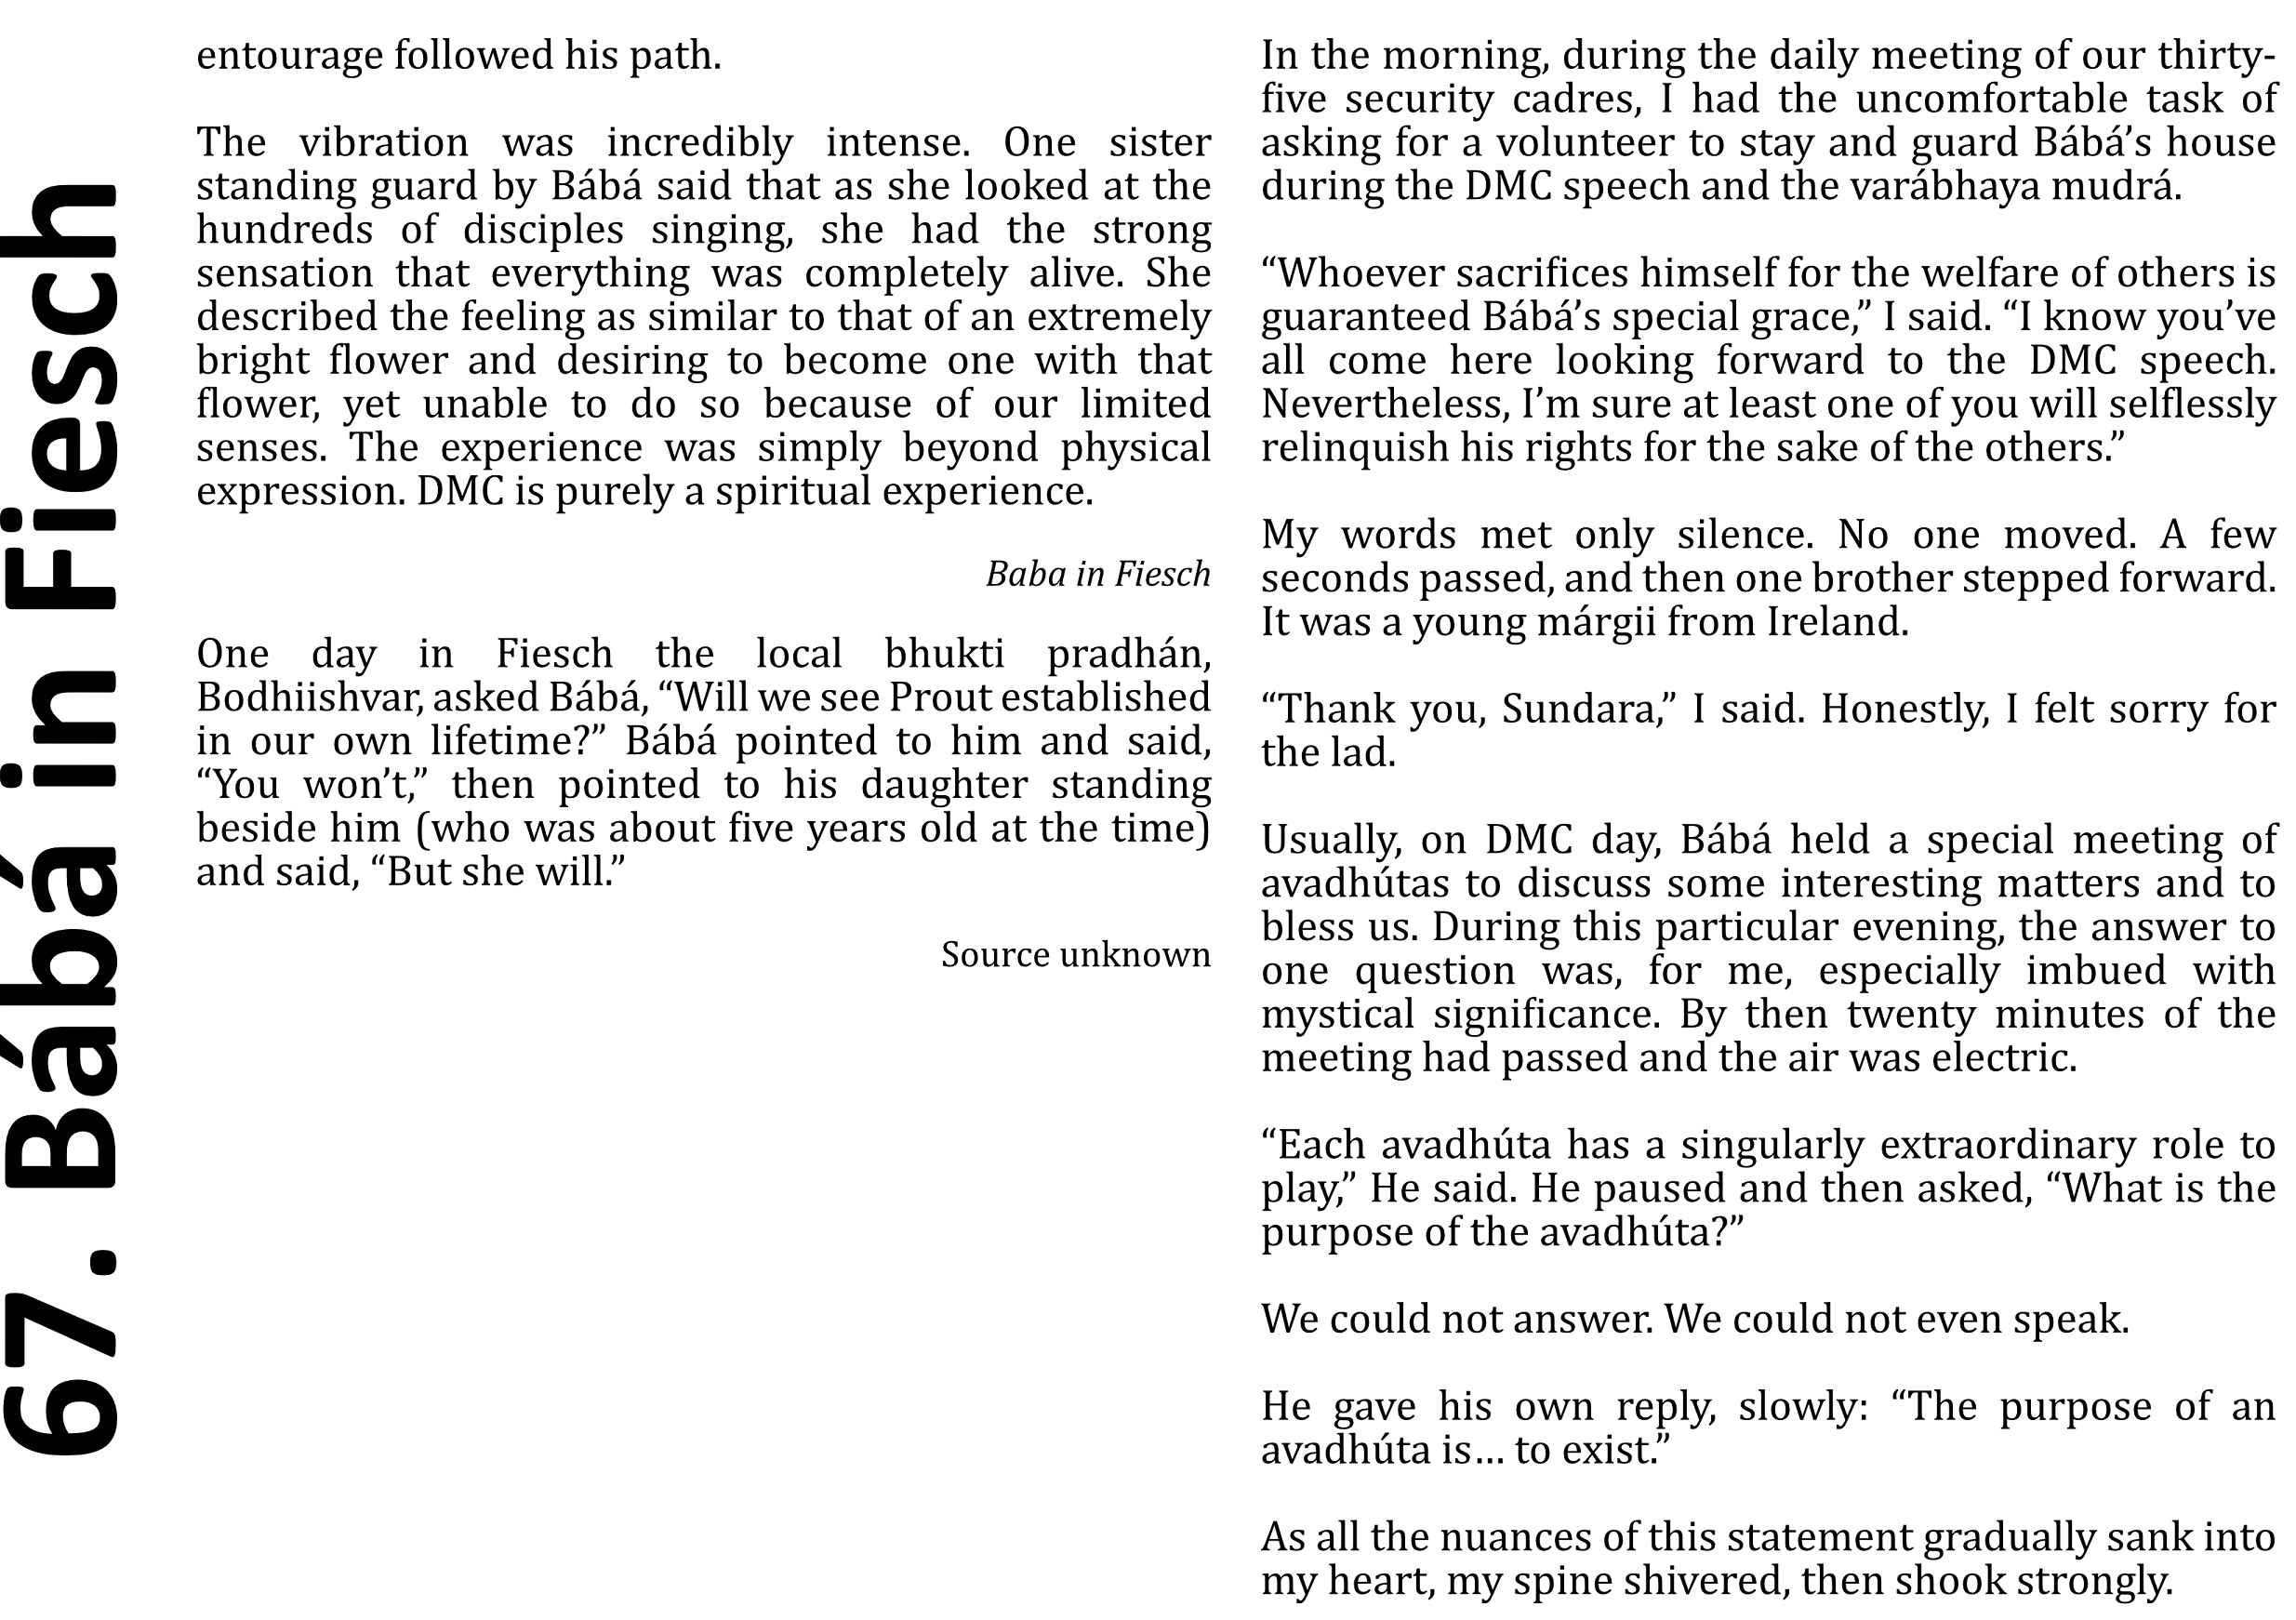 67. Bábá in Fiesch
entourage followed his path.
The vibration was incredibly intense. One sister
standing guard by Bábá said that as she looked at the
hundreds of disciples singing, she had the strong
sensation that everything was completely alive. She
described the feeling as similar to that of an extremely
bright flower and desiring to become one with that
flower, yet unable to do so because of our limited
senses. The experience was simply beyond physical
expression. DMC is purely a spiritual experience.
Baba in Fiesch
One day in Fiesch the local bhukti pradhán,
Bodhiishvar, asked Bábá, “Will we see Prout established
in our own lifetime?” Bábá pointed to him and said,
“You won’t,” then pointed to his daughter standing
beside him (who was about five years old at the time)
and said, “But she will.”
Source unknown
In the morning, during the daily meeting of our thirty-
five security cadres, I had the uncomfortable task of
asking for a volunteer to stay and guard Bábá’s house
during the DMC speech and the varábhaya mudrá.
“Whoever sacrifices himself for the welfare of others is
guaranteed Bábá’s special grace,” I said. “I know you’ve
all come here looking forward to the DMC speech.
Nevertheless, I’m sure at least one of you will selflessly
relinquish his rights for the sake of the others.”
My words met only silence. No one moved. A few
seconds passed, and then one brother stepped forward.
It was a young márgii from Ireland.
“Thank you, Sundara,” I said. Honestly, I felt sorry for
the lad.
Usually, on DMC day, Bábá held a special meeting of
avadhútas to discuss some interesting matters and to
bless us. During this particular evening, the answer to
one question was, for me, especially imbued with
mystical significance. By then twenty minutes of the
meeting had passed and the air was electric.
“Each avadhúta has a singularly extraordinary role to
play,” He said. He paused and then asked, “What is the
purpose of the avadhúta?”
We could not answer. We could not even speak.
He gave his own reply, slowly: “The purpose of an
avadhúta is… to exist.”
As all the nuances of this statement gradually sank into
my heart, my spine shivered, then shook strongly.